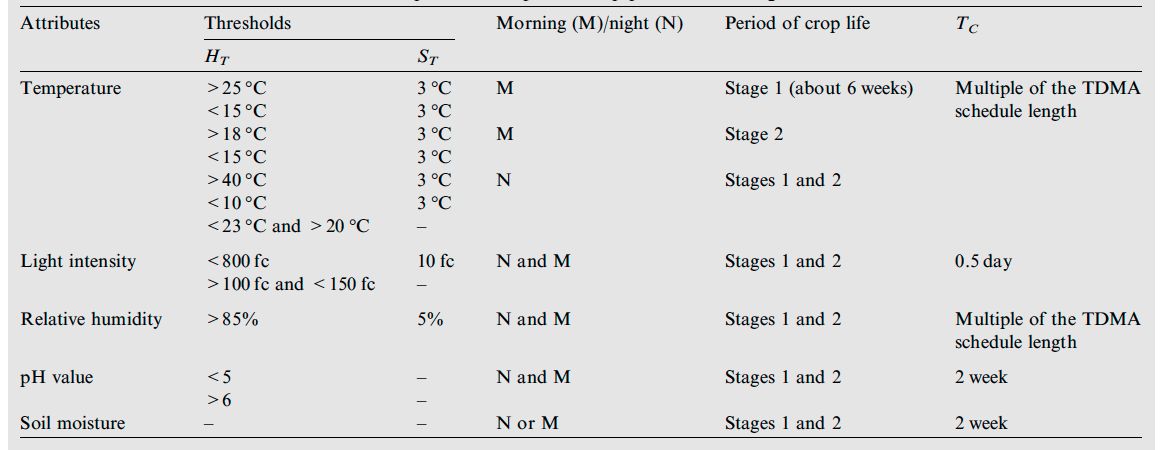 Attributes Thresholds Morning (M)/night (N) Period of crop life T_C
H_T S_T
Temperature >25 °C 3 °C M Stage 1 (about 6 weeks) Multiple of the TDMA
<15 °C 3 °C schedule length
>18 °C 3 °C M Stage 2
<15 °C 3 °C
>40 °C 3 °C N Stages 1 and 2
<10 °C 3 °C
<23 °C and >20 °C –
Light intensity <800 fc 10 fc N and M Stages 1 and 2 0.5 day
>100 fc and <150 fc –
Relative humidity >85% 5% N and M Stages 1 and 2 Multiple of the TDMA
schedule length
pH value <5 – N and M Stages 1 and 2 2 week
>6 –
Soil moisture – – N or M Stages 1 and 2 2 week